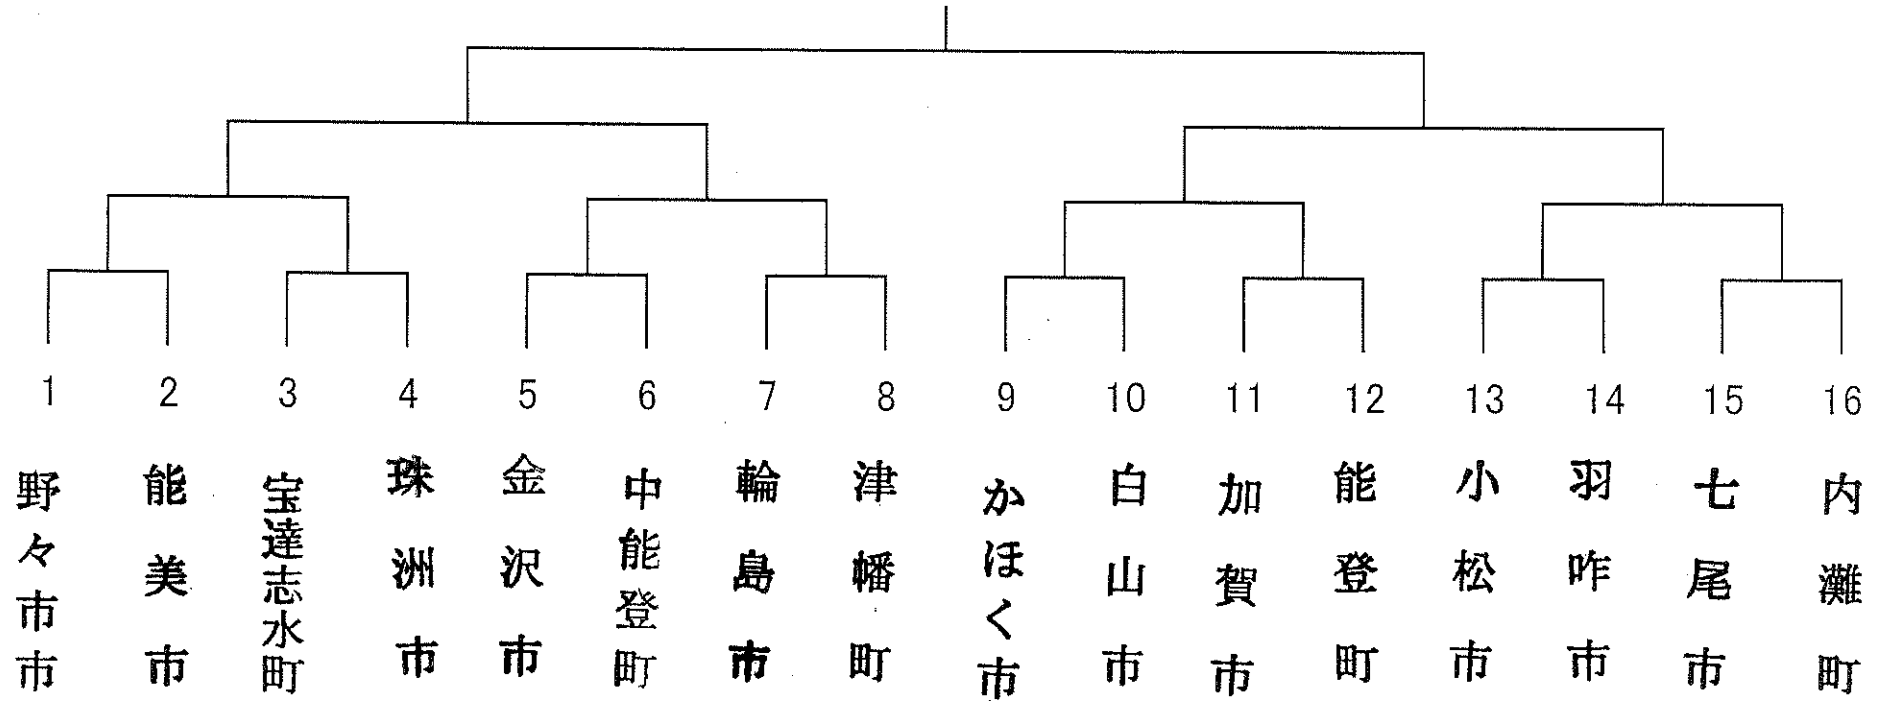 1 2 3 4 5 6 7 8 9 10 11 12 13 14 15 16
野々市市
能美市
宝達志水町
珠洲市
金沢市
中能登町
輪島市
津幡町
かほく市
白山市
加賀市
能登町
小松市
羽咋市
七尾市
内灘町